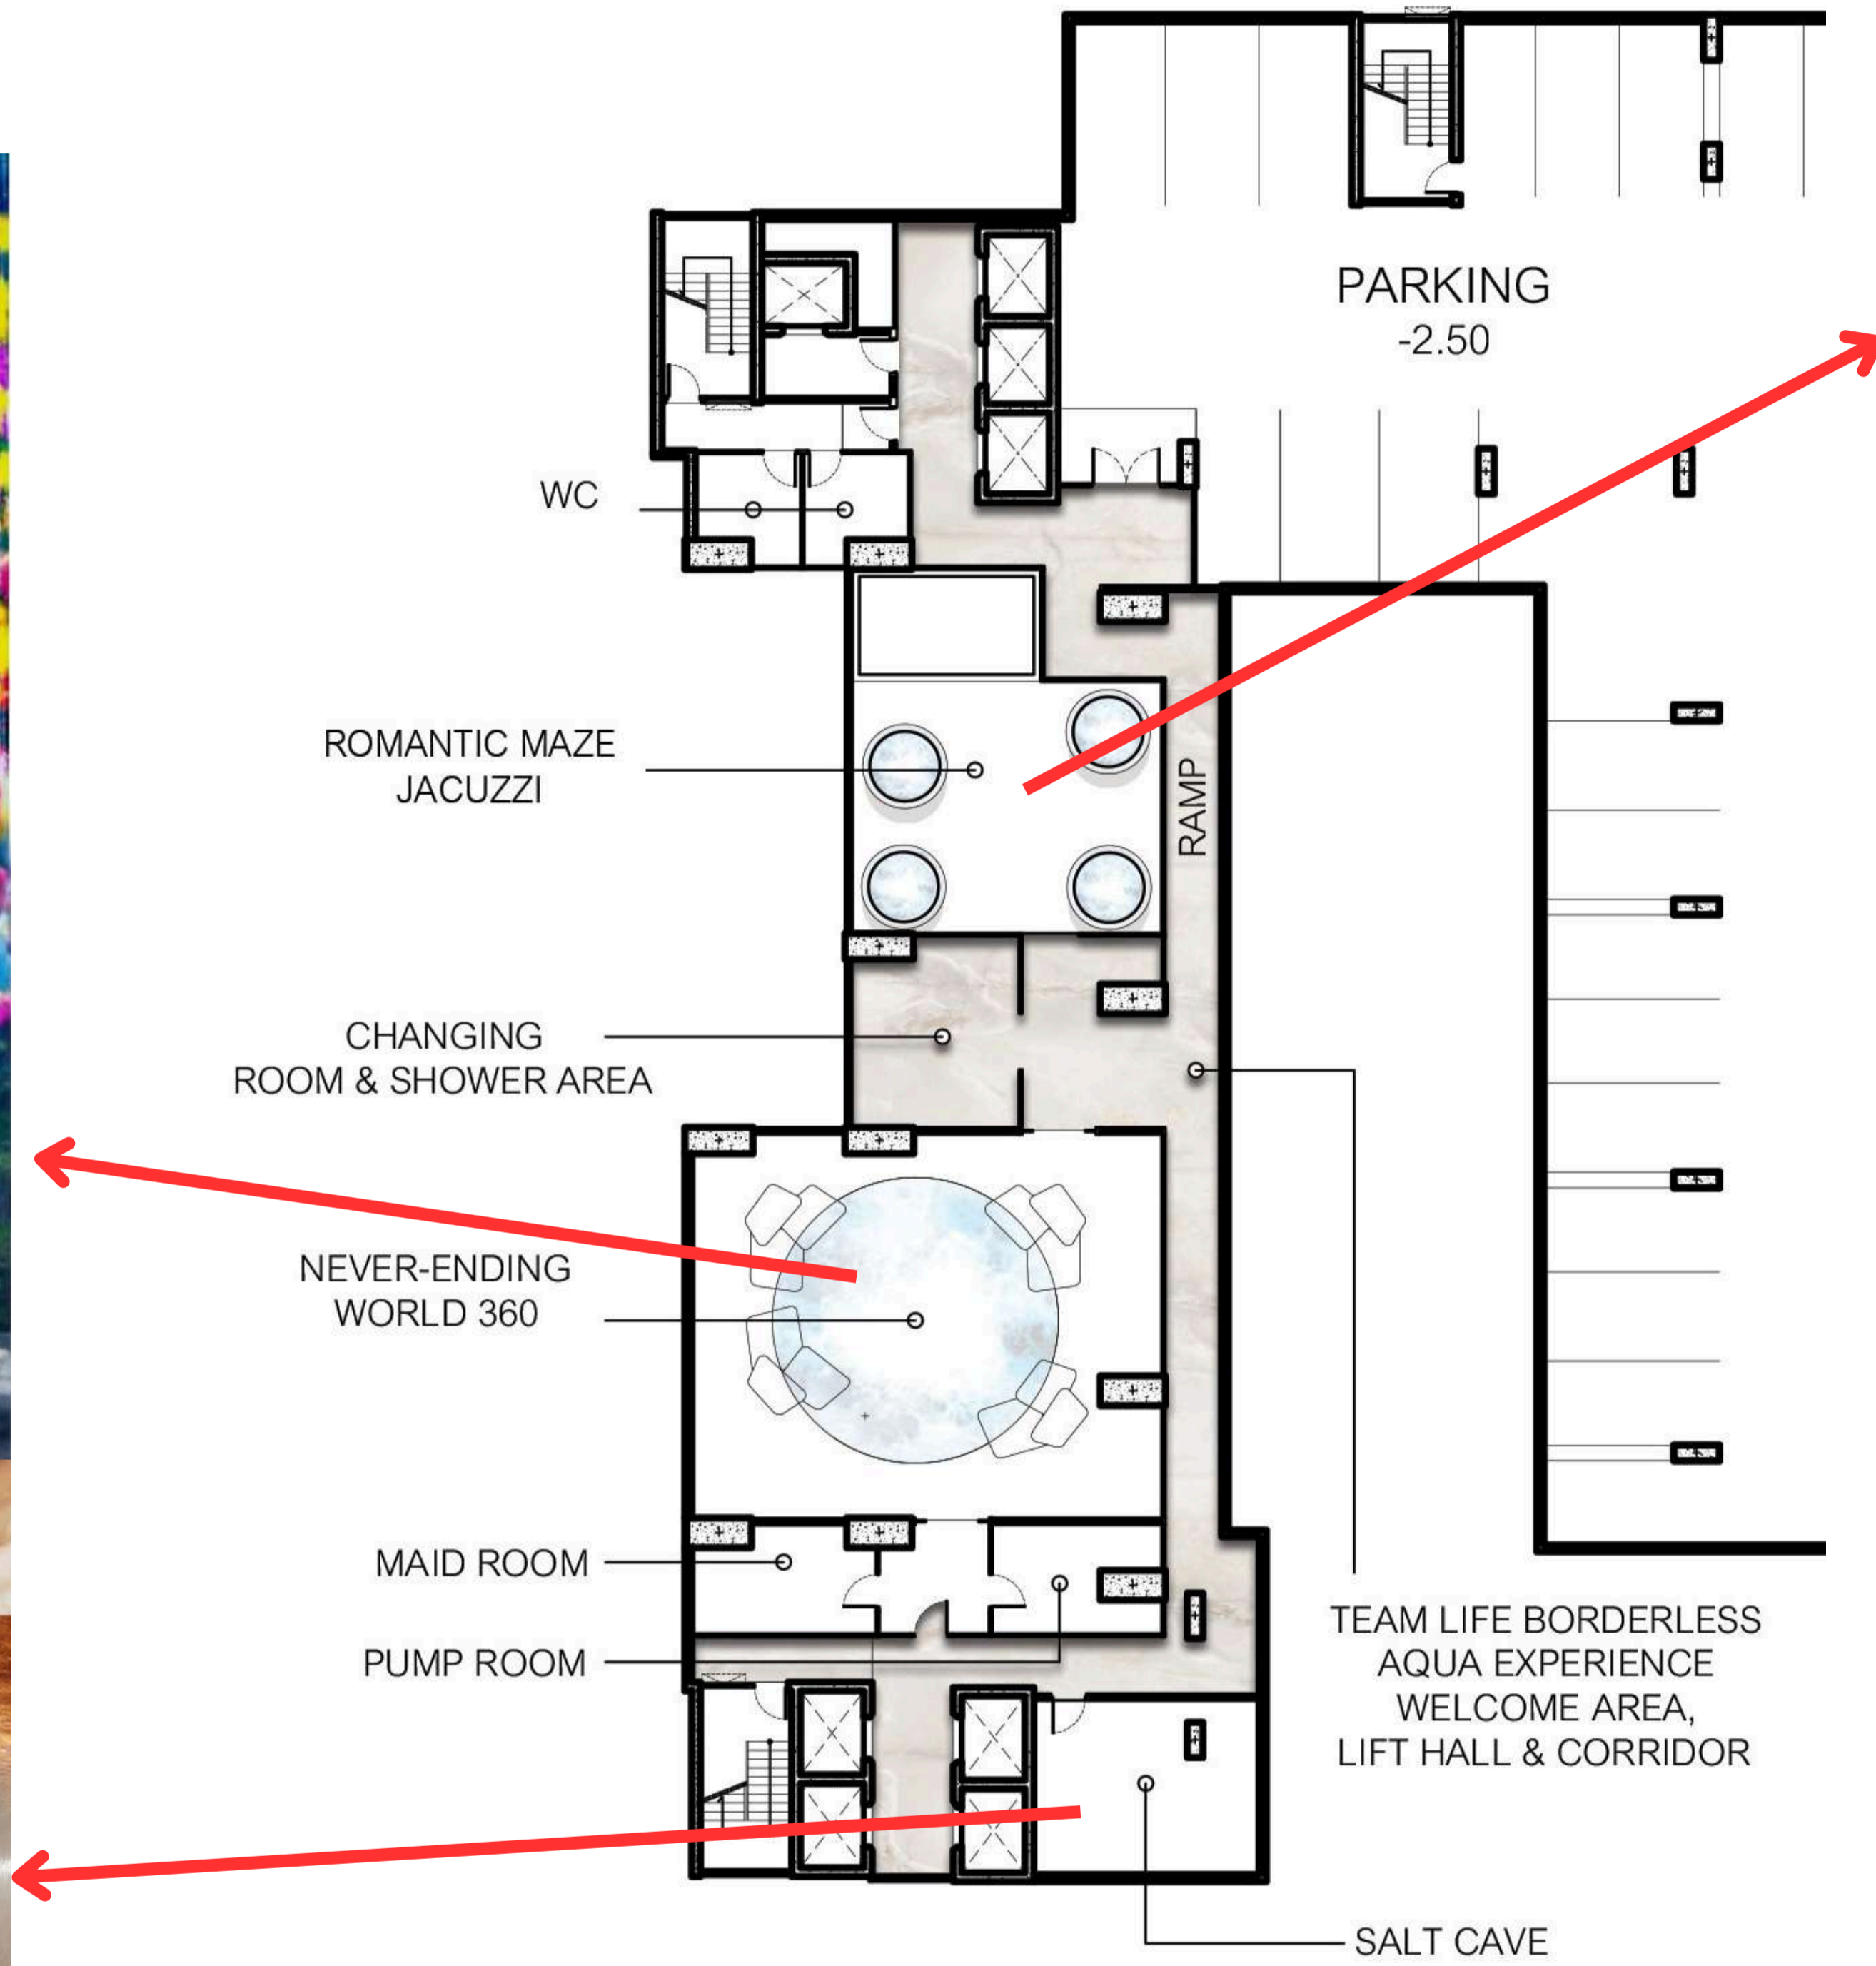 PARKING
-2.50
WC
ROMANTIC MAZE
JACUZZI
RAMP
CHANGING
ROOM & SHOWER AREA
NEVER-ENDING
WORLD 360
MAID ROOM
PUMP ROOM
TEAM LIFE BORDERLESS
AQUA EXPERIENCE
WELCOME AREA,
LIFT HALL & CORRIDOR
SALT CAVE